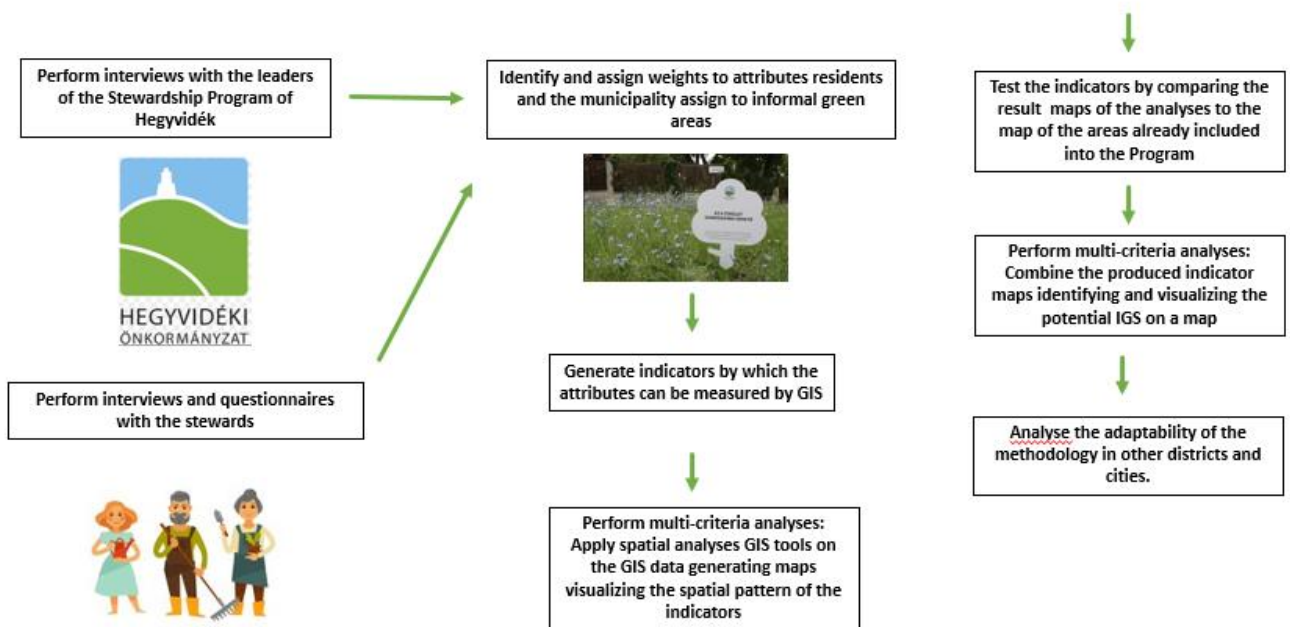 Perform interviews with the leaders
of the Stewardship Program of
Hegyvidék
HEGYVIDÉKI
ÖNKORMÁNYZAT
Perform interviews and questionnaires
with the stewards
Identify and assign weights to attributes residents
and the municipality assign to informal green
areas
Generate indicators by which the
attributes can be measured by GIS
Perform multi-criteria analyses:
Apply spatial analyses GIS tools on
the GIS data generating maps
visualizing the spatial pattern of the
indicators
Test the indicators by comparing the
result maps of the analyses to the
map of the areas already included
into the Program
Perform multi-criteria analyses:
Combine the produced indicator
maps identifying and visualizing the
potential IGS on a map
Analyse the adaptability of the
methodology in other districts and
cities.